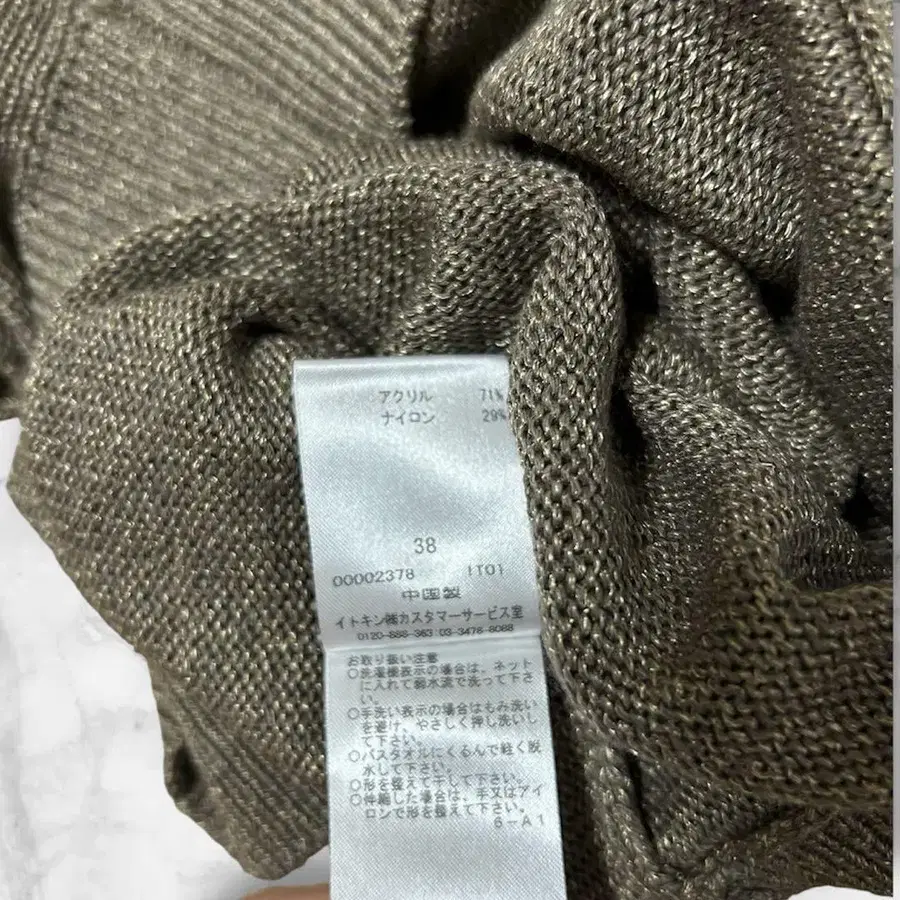 アクリル 71%
ナイロン 29%
38
00002378 IT01
中国製
イトキン㈱カスタマーサービス室
0120-888-363:03-3478-8088
お取り扱い注意
○洗濯機表示の場合は、ネット
に入れて弱水流で洗って下さ
い。
○手洗い表示の場合はもみ洗い
を避け、やさしく押し洗いし
て下さい。
○バスタオルにくるんで軽く脱
水して下さい。
○形を整えて干して下さい。
○伸縮した場合は、手又はアイ
ロンで形を整えて下さい。
6-A1